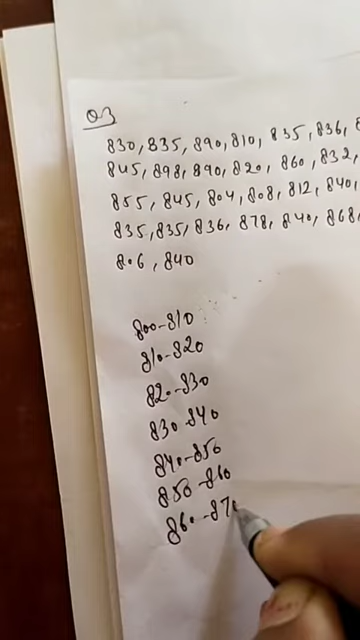 Q3
830, 835, 890, 810, 835, 836,
845, 898, 890, 820, 860, 832,
855, 845, 804, 808, 812, 840,
835, 835, 836, 878, 840, 868,
806, 840
800-810
810-820
820-830
830-840
840-850
850-860
860-870